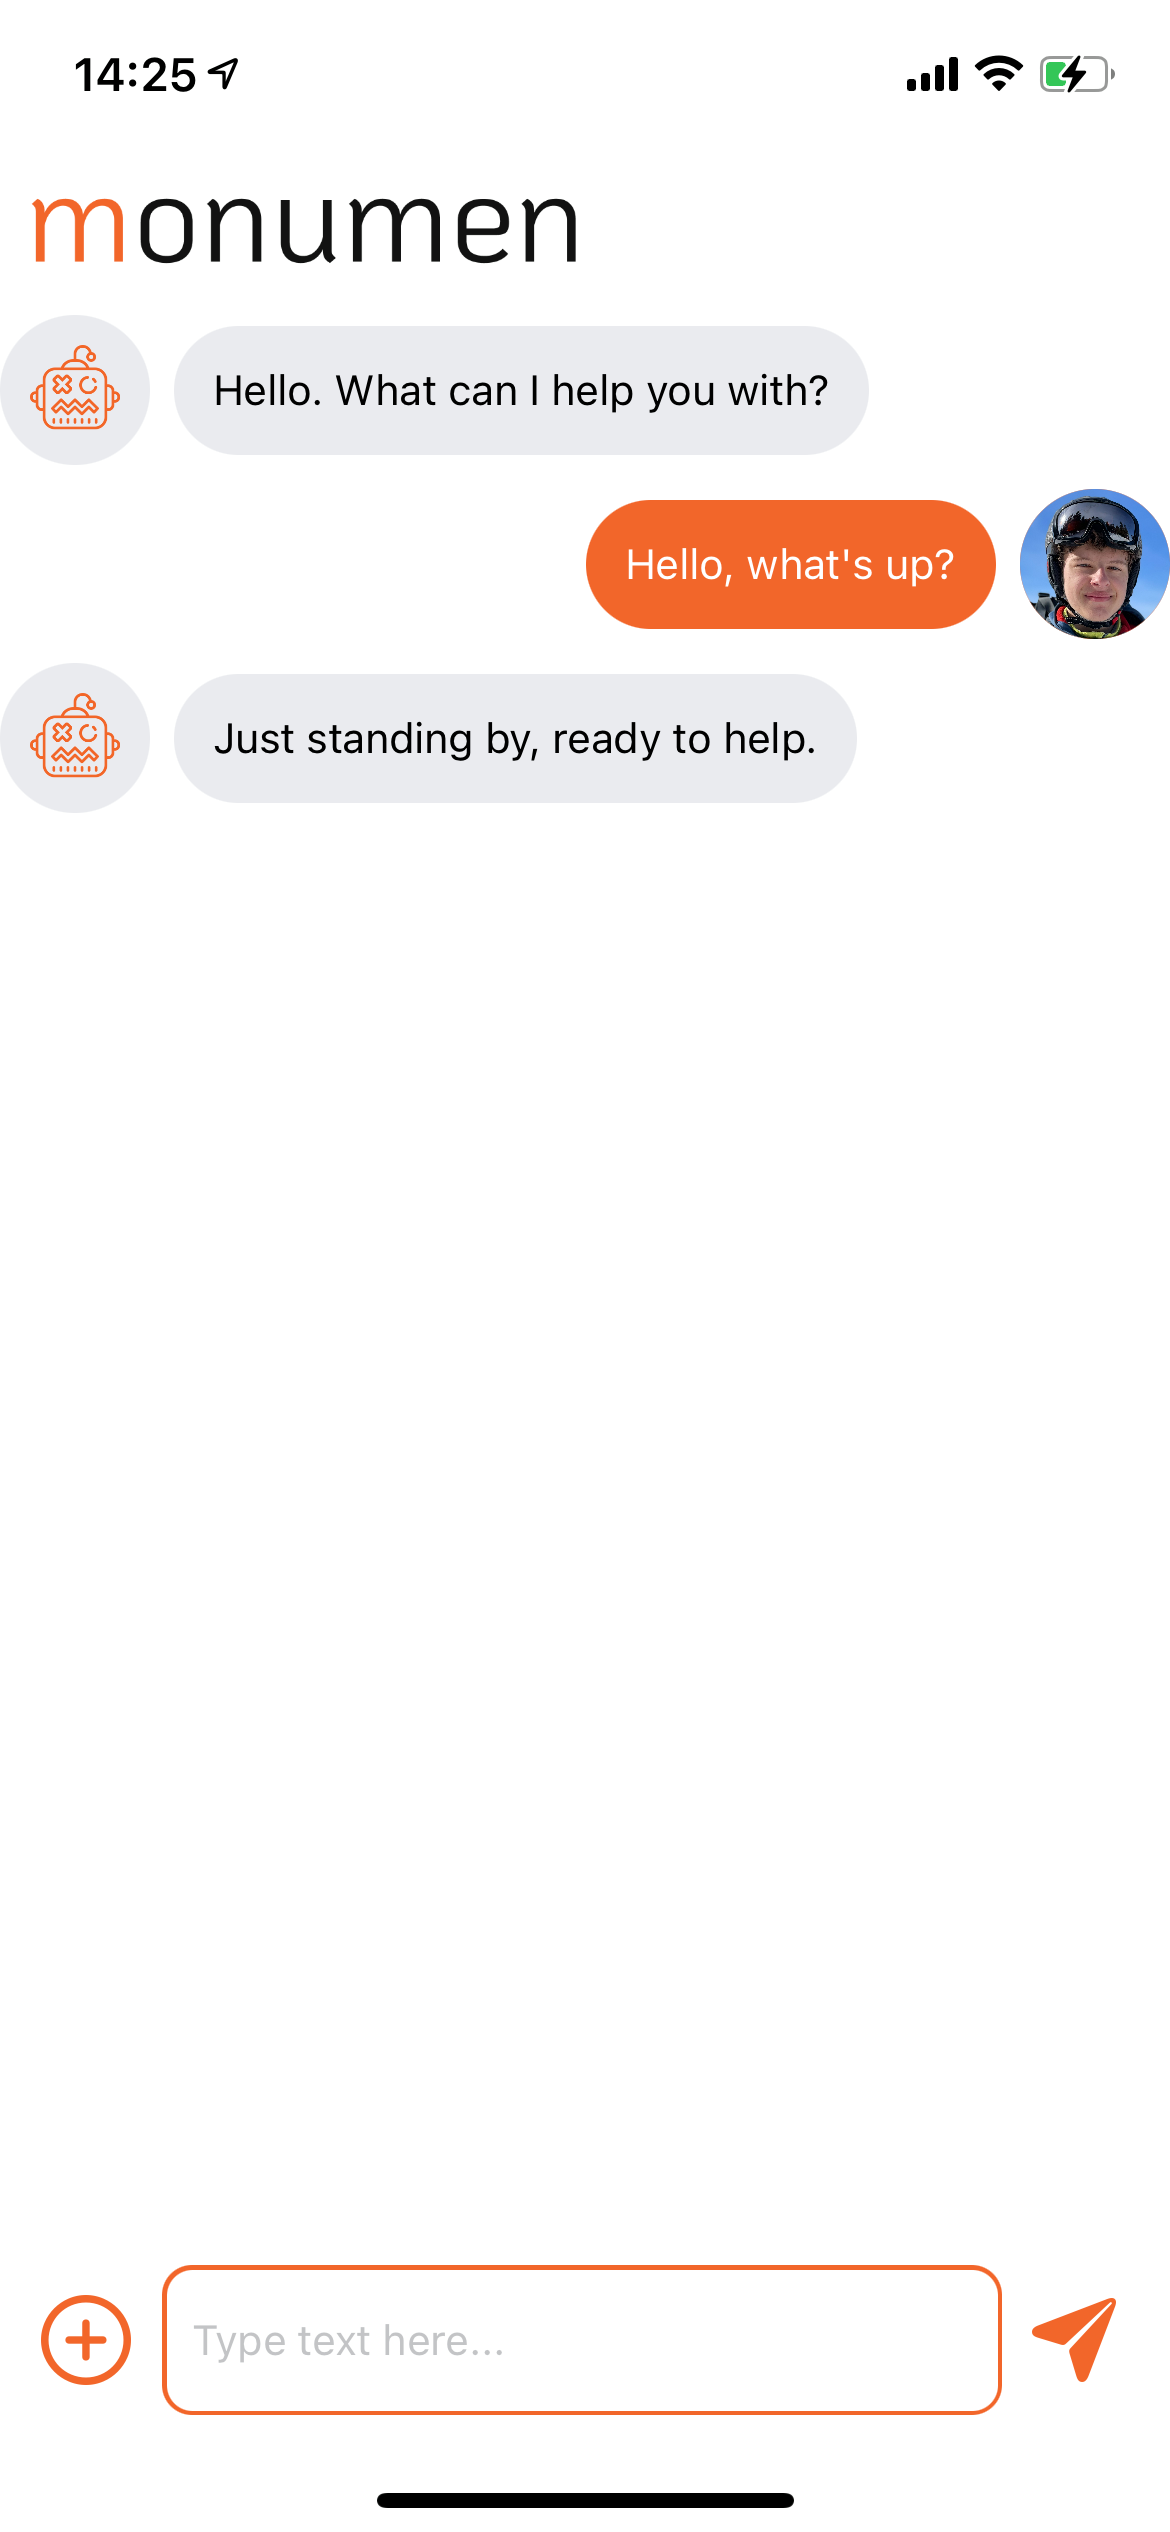 14:25
monumen
Hello. What can I help you with?
Hello, what's up?
Just standing by, ready to help.
Type text here...